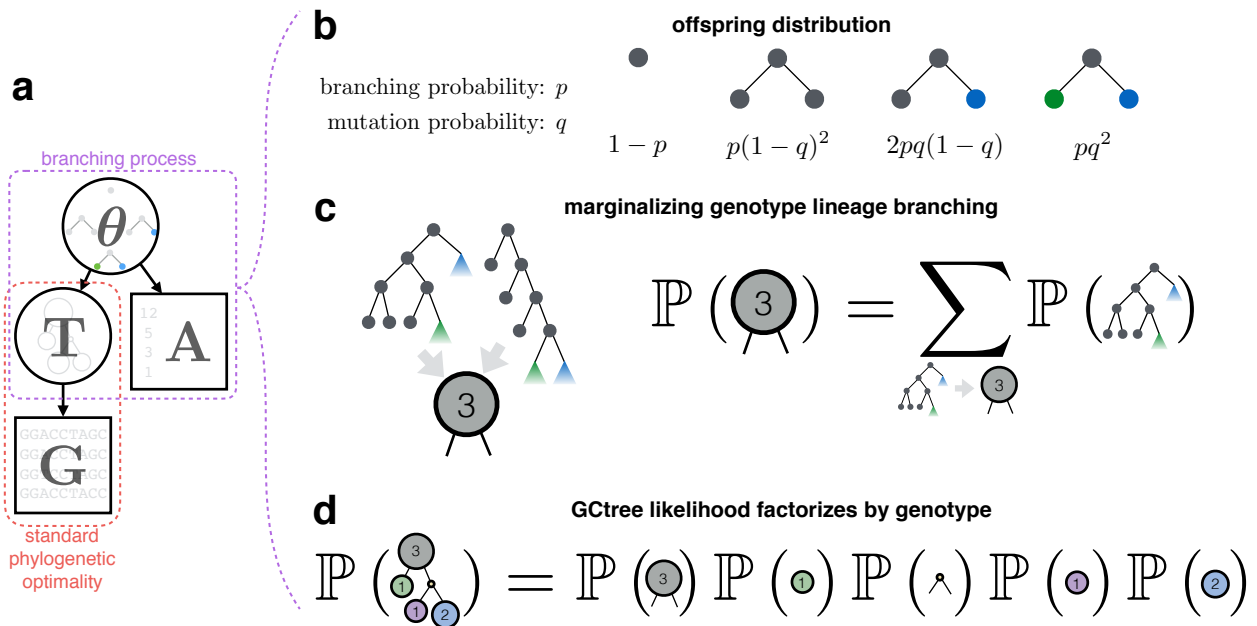 a
branching process
θ
T
12
5
3
1
A
GGACCTAGC
GGACCTAGC
GGTCCTAGC
GGACCTACC
G
standard
phylogenetic
optimality
b
offspring distribution
branching probability: p
mutation probability: q
1 − p
p(1 − q)²
2pq(1 − q)
pq²
c
marginalizing genotype lineage branching
3
ℙ ( 3 ) = ∑ ℙ ( )
3
d
GCtree likelihood factorizes by genotype
ℙ ( 3 1 1 2 ) = ℙ ( 3 ) ℙ ( 1 ) ℙ ( ) ℙ ( 1 ) ℙ ( 2 )